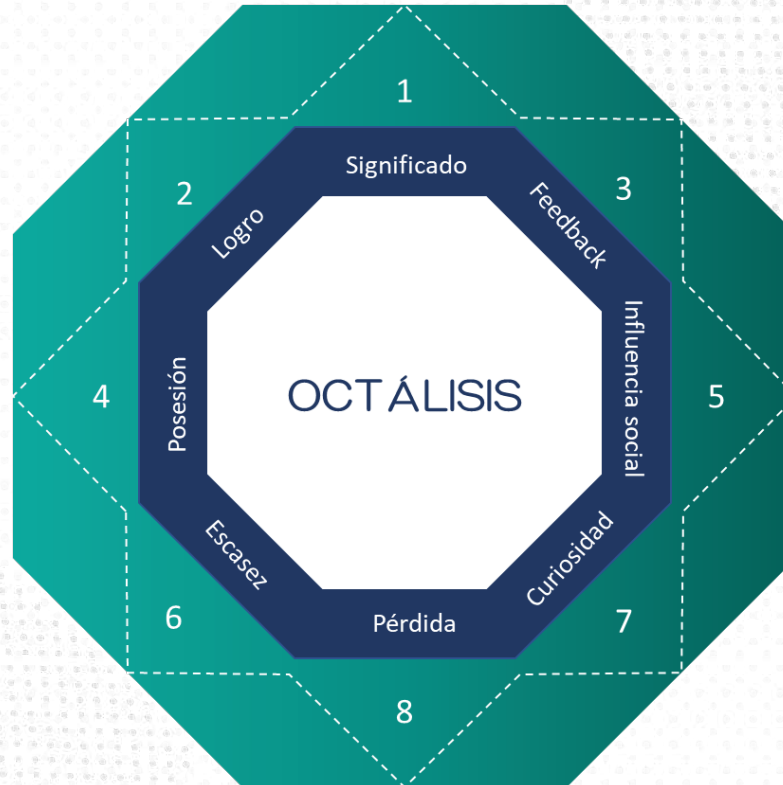 1
Significado
2
Logro
3
Feedback
4
Posesión
OCTÁLISIS
5
Influencia social
6
Escasez
7
Curiosidad
Pérdida
8